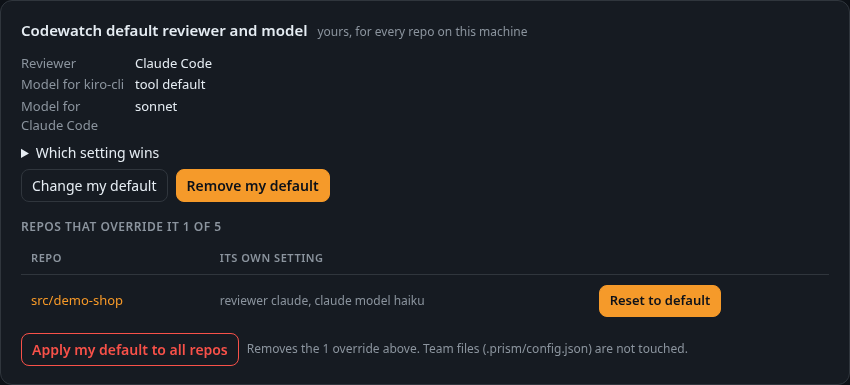 Codewatch default reviewer and model yours, for every repo on this machine
Reviewer Claude Code
Model for kiro-cli tool default
Model for Claude Code sonnet
▶ Which setting wins
Change my default Remove my default
REPOS THAT OVERRIDE IT 1 OF 5
REPO ITS OWN SETTING
src/demo-shop reviewer claude, claude model haiku Reset to default
Apply my default to all repos Removes the 1 override above. Team files (.prism/config.json) are not touched.